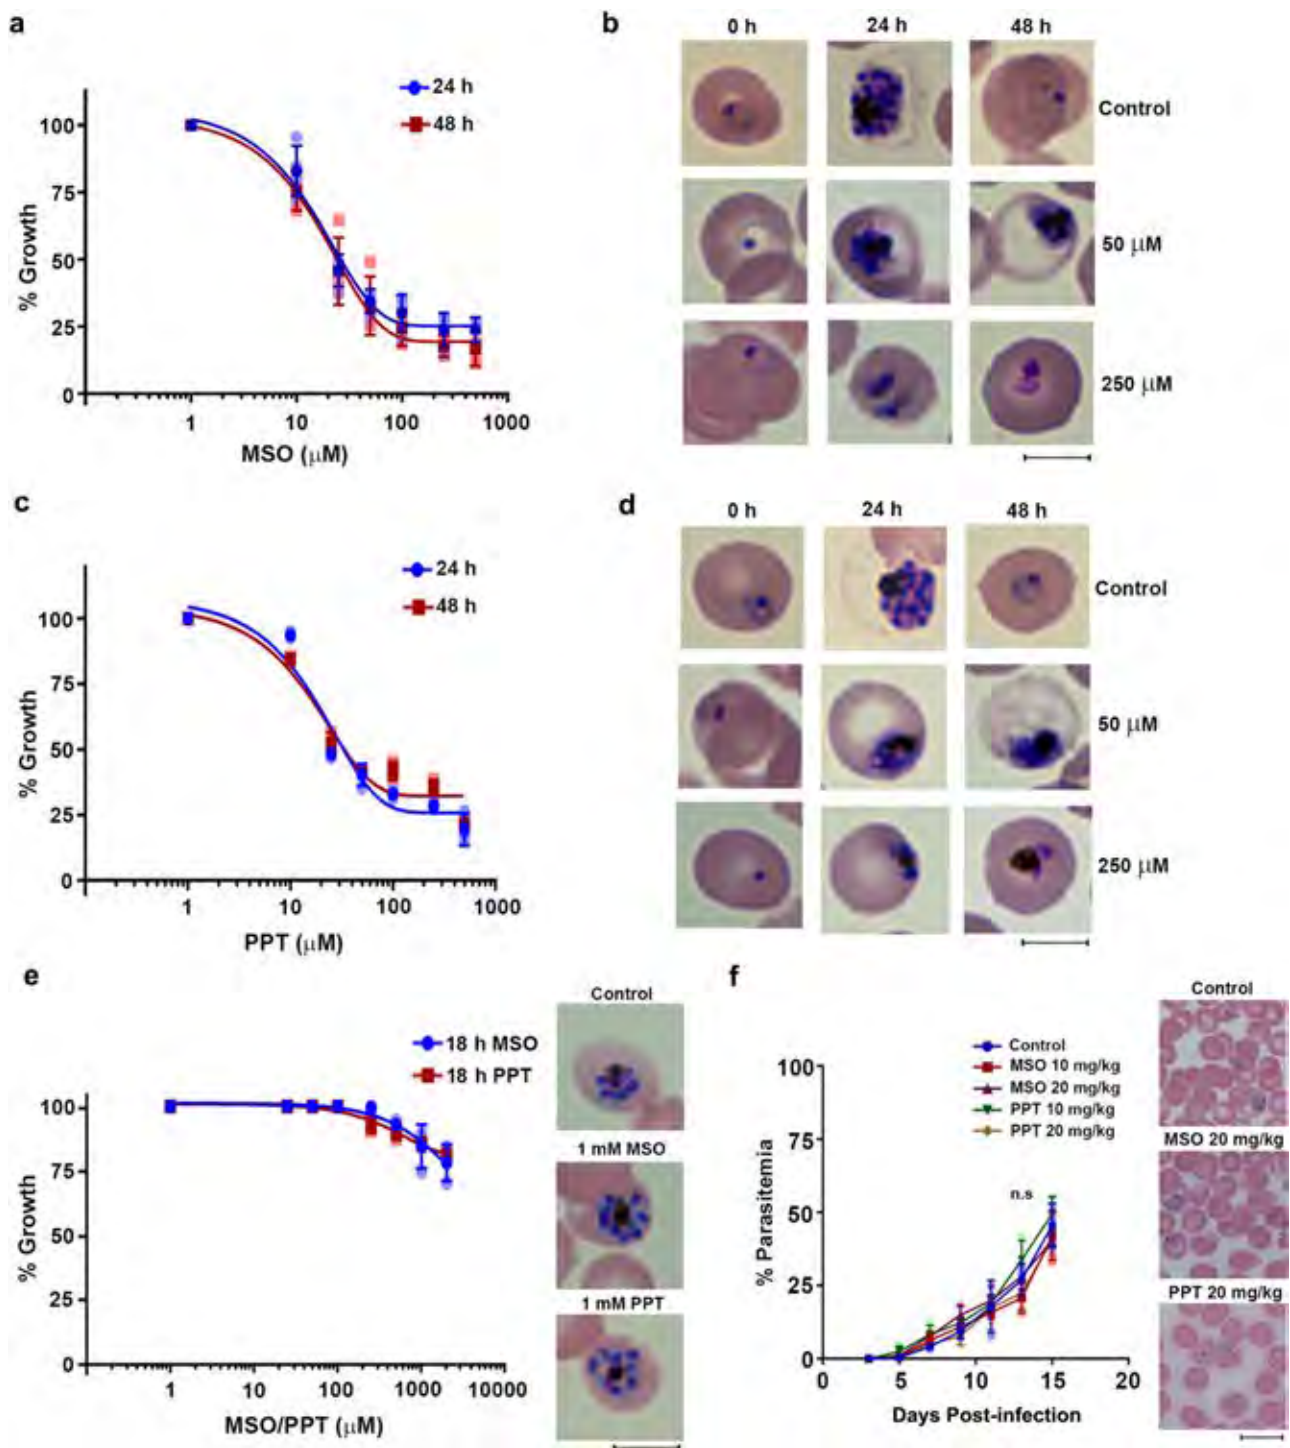 a
24 h
48 h
100
75
50
25
0
% Growth
1
10
100
1000
MSO (μM)
b
0 h
24 h
48 h
Control
50 μM
250 μM
c
24 h
48 h
100
75
50
25
0
% Growth
1
10
100
1000
PPT (μM)
d
0 h
24 h
48 h
Control
50 μM
250 μM
e
18 h MSO
18 h PPT
100
75
50
25
0
% Growth
1
10
100
1000
10000
MSO/PPT (μM)
Control
1 mM MSO
1 mM PPT
f
Control
MSO 10 mg/kg
MSO 20 mg/kg
PPT 10 mg/kg
PPT 20 mg/kg
100
75
50
25
0
% Parasitemia
n.s
0
5
10
15
20
Days Post-infection
Control
MSO 20 mg/kg
PPT 20 mg/kg